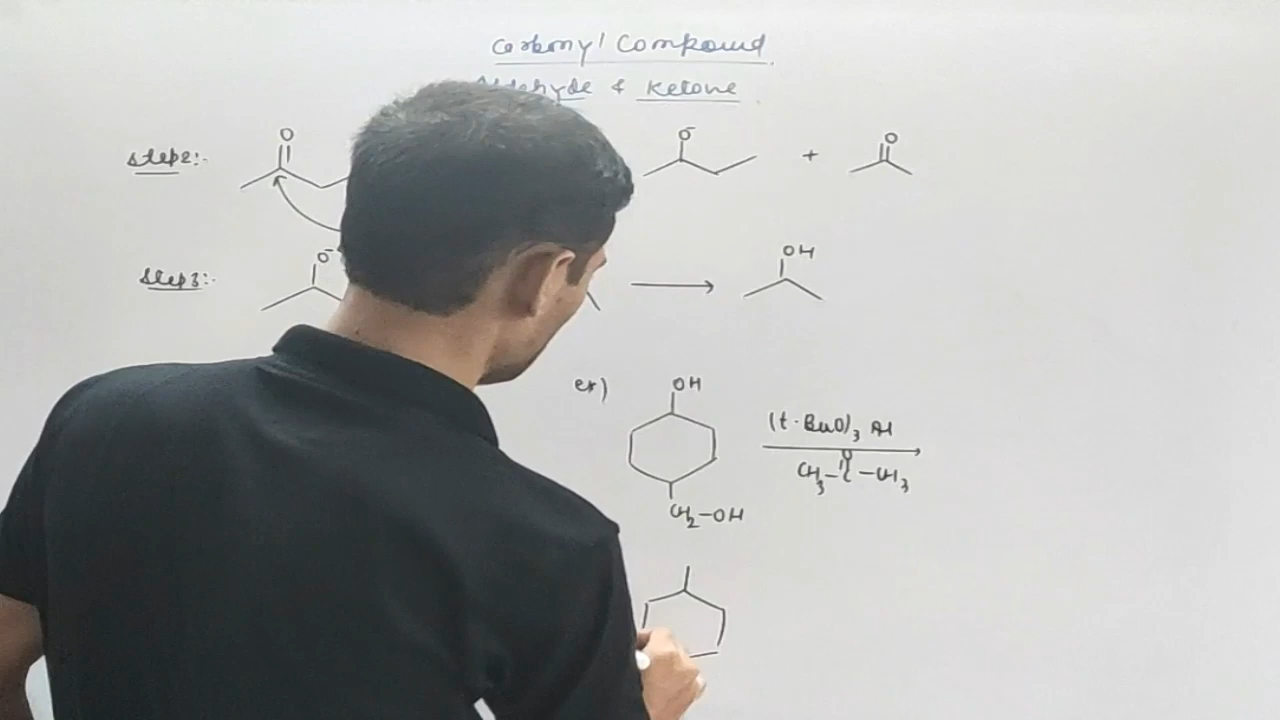 Carbonyl Compound
Aldehyde & Ketone
Step2:-
O
O-
+
O
Step3:-
O-
OH
ex)
OH
(t-BuO)3 Al
O
CH3-C-CH3
CH2-OH